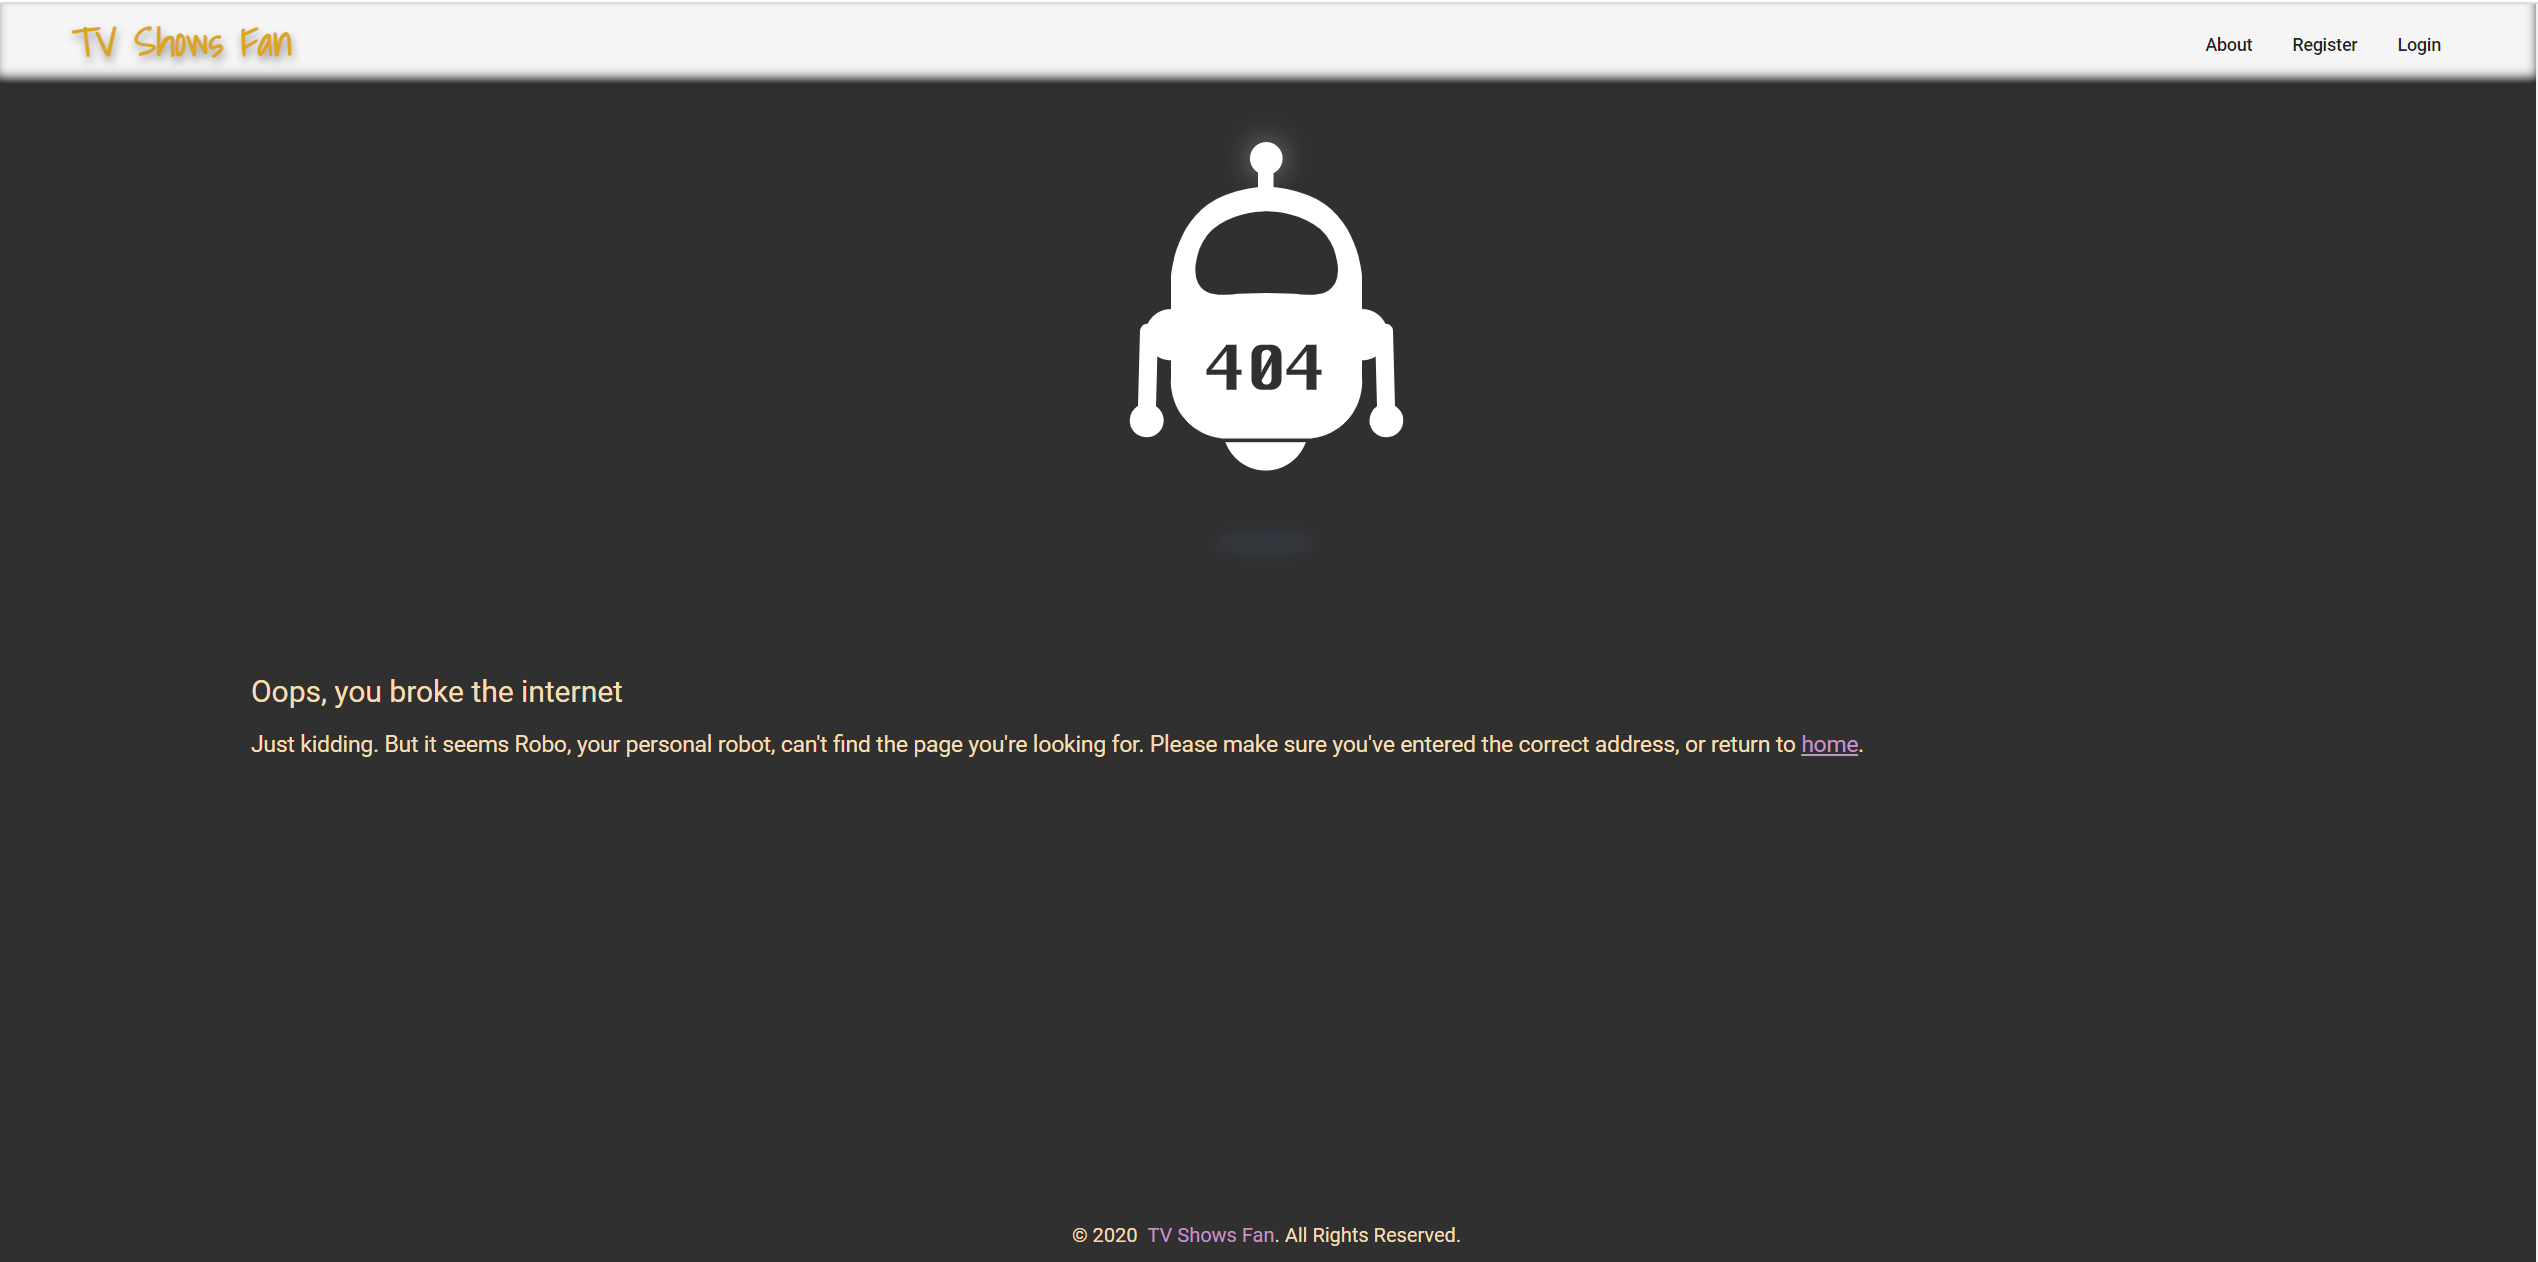 TV Shows Fan
About Register Login
404
Oops, you broke the internet
Just kidding. But it seems Robo, your personal robot, can't find the page you're looking for. Please make sure you've entered the correct address, or return to home.
© 2020 TV Shows Fan. All Rights Reserved.